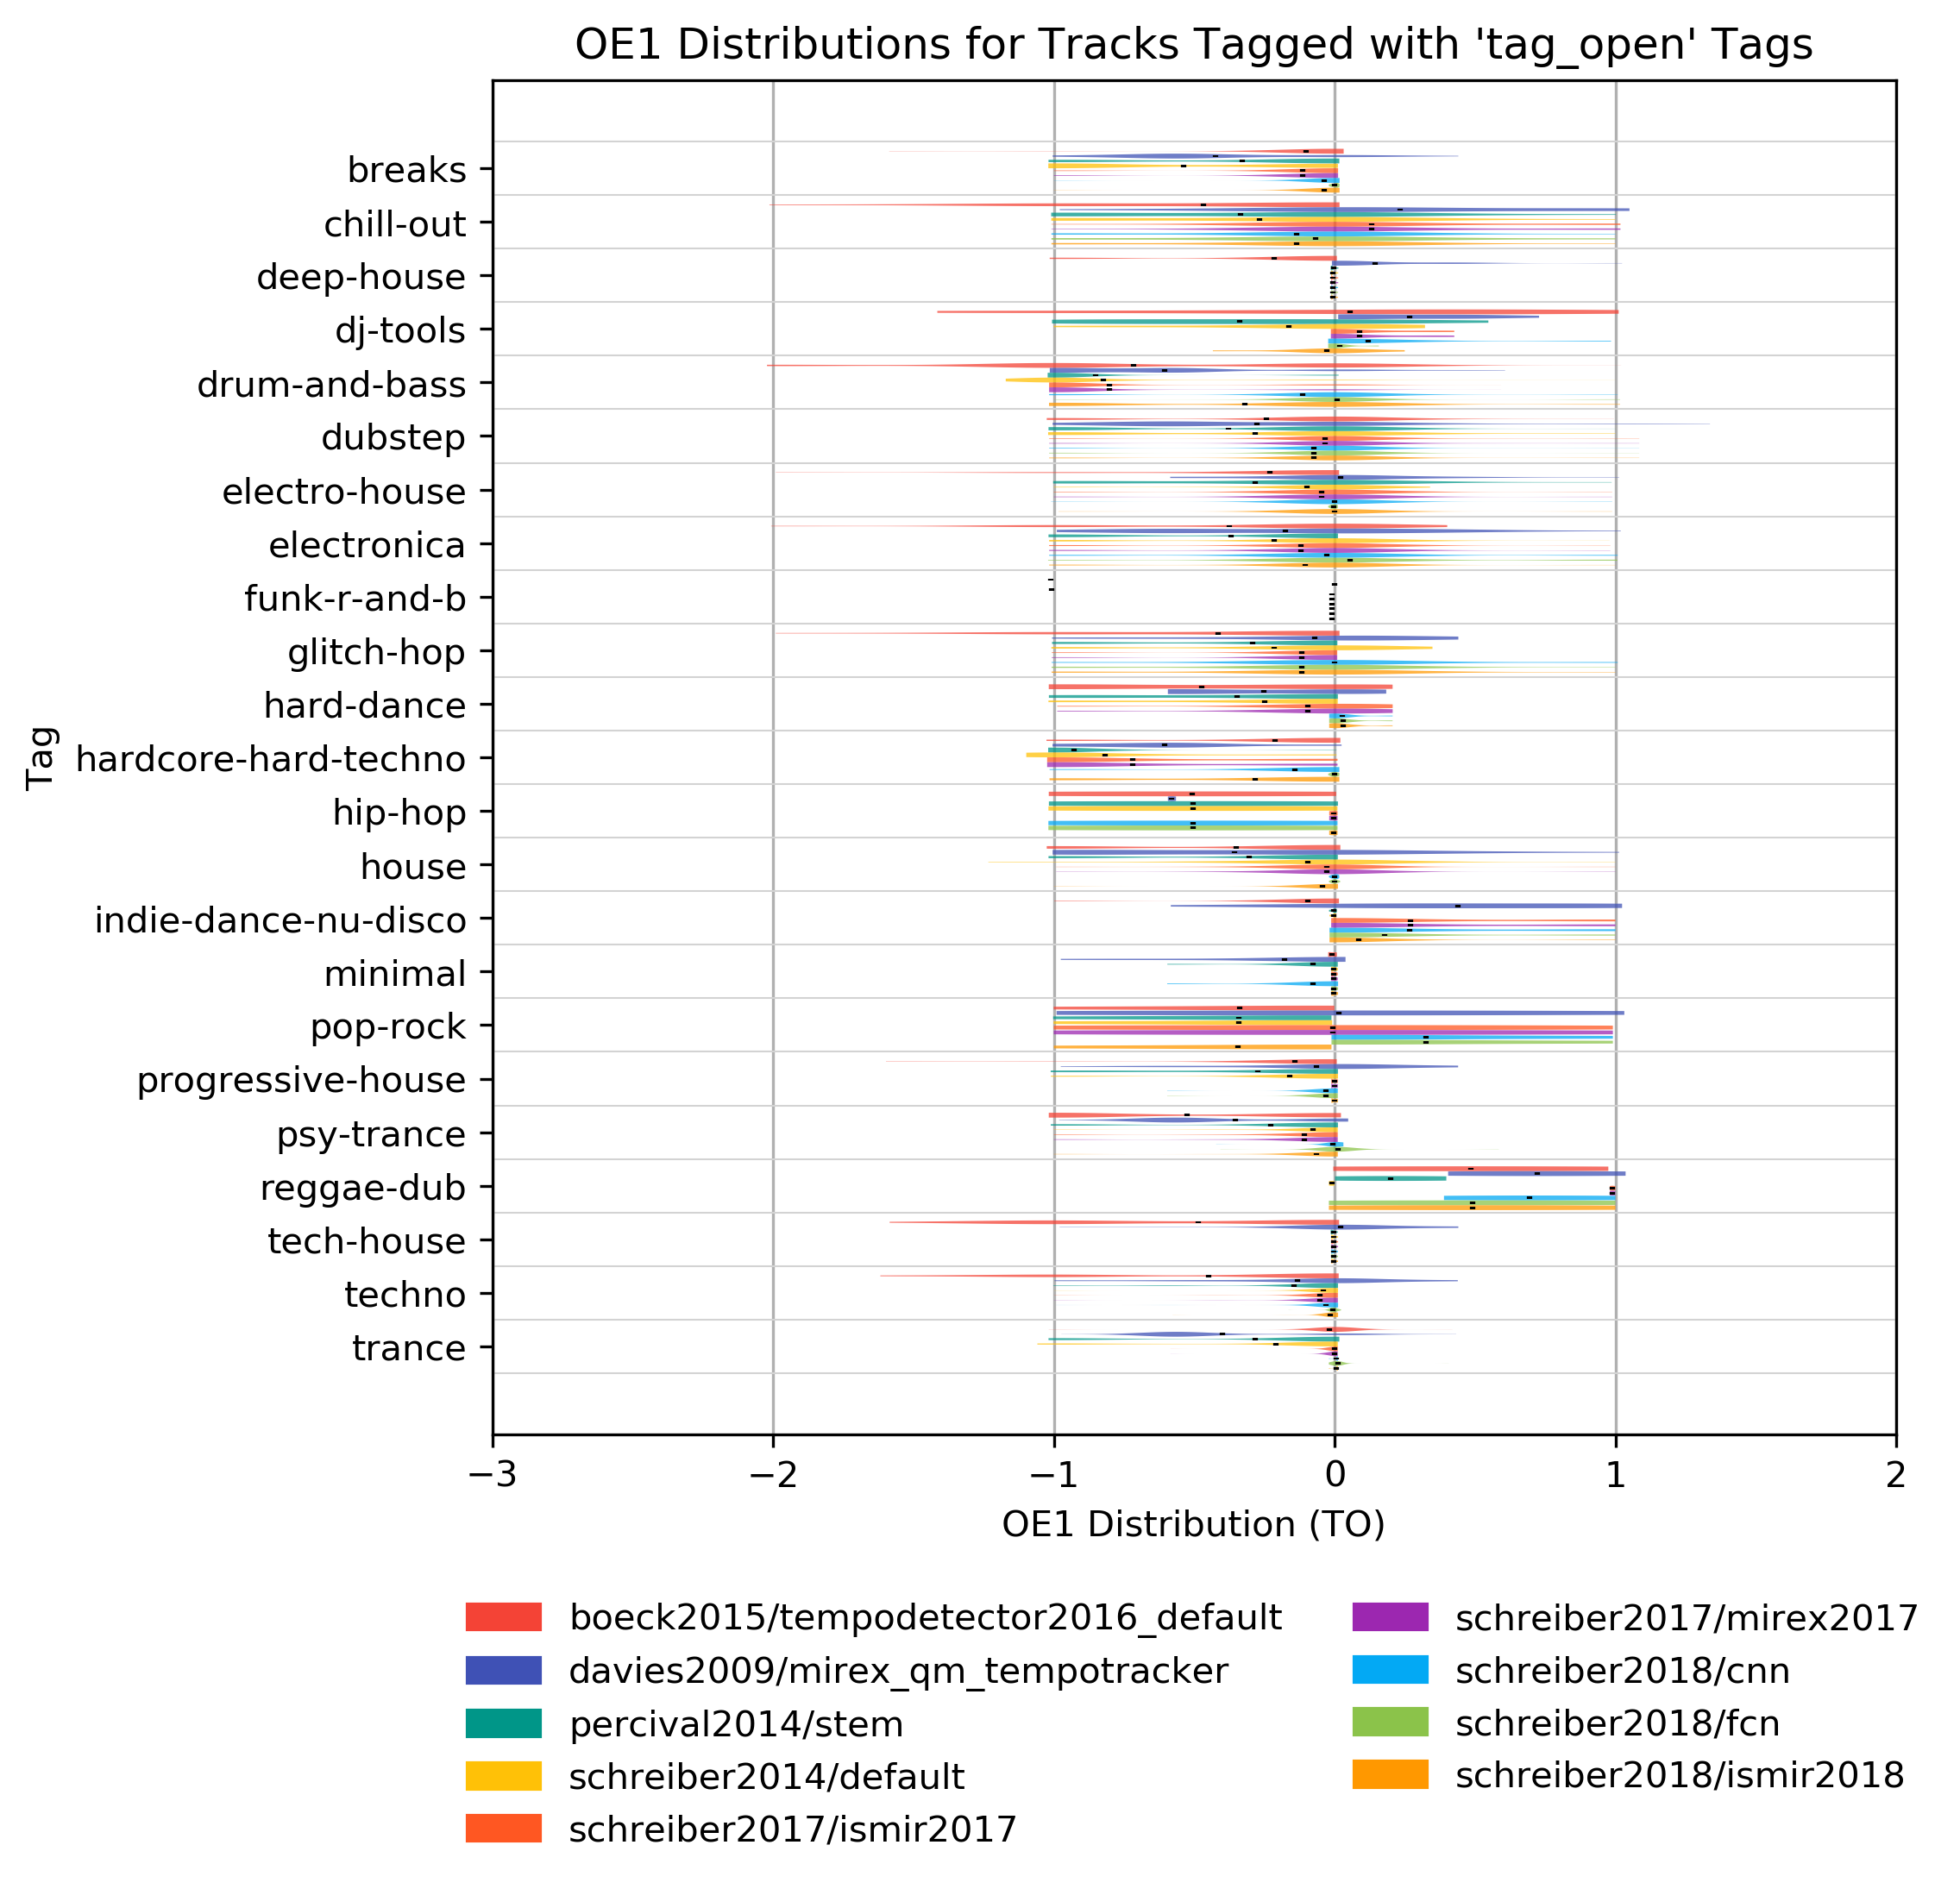 OE1 Distributions for Tracks Tagged with 'tag_open' Tags
Tag
breaks
chill-out
deep-house
dj-tools
drum-and-bass
dubstep
electro-house
electronica
funk-r-and-b
glitch-hop
hard-dance
hardcore-hard-techno
hip-hop
house
indie-dance-nu-disco
minimal
pop-rock
progressive-house
psy-trance
reggae-dub
tech-house
techno
trance
−3 −2 −1 0 1 2
OE1 Distribution (TO)
boeck2015/tempodetector2016_default
davies2009/mirex_qm_tempotracker
percival2014/stem
schreiber2014/default
schreiber2017/ismir2017
schreiber2017/mirex2017
schreiber2018/cnn
schreiber2018/fcn
schreiber2018/ismir2018